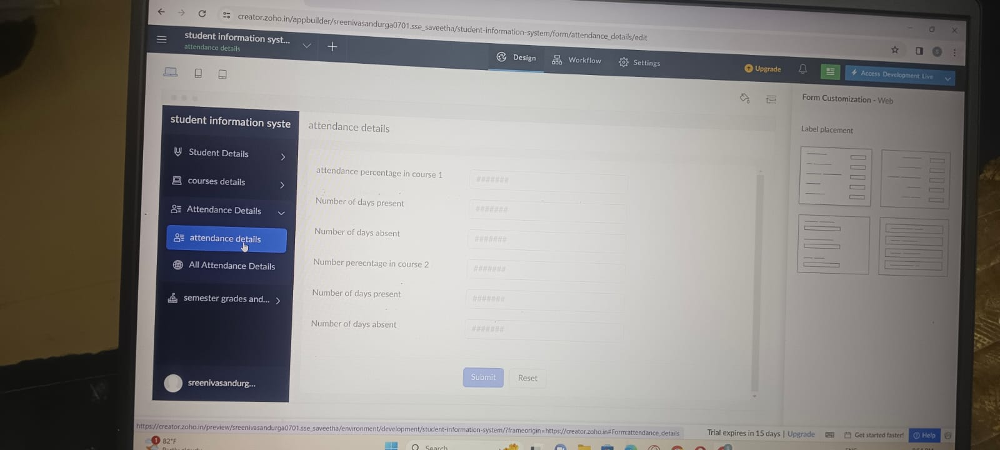 creator.zoho.in/appbuilder/sreenivasandurga0701.sse_saveetha/student-information-system/form/attendance_details/edit
student information syst...
attendance details
Design
Workflow
Settings
Upgrade
Access Development Live
Form Customization - Web
Label placement
student information syste
Student Details
courses details
Attendance Details
attendance details
All Attendance Details
semester grades and...
sreenivasandurg...
attendance details
attendance percentage in course 1
#######
Number of days present
#######
Number of days absent
#######
Number perecntage in course 2
#######
Number of days present
#######
Number of days absent
#######
Submit
Reset
https://creator.zoho.in/preview/sreenivasandurga0701.sse_saveetha/environment/development/student-information-system/?frameorigin=https://creator.zoho.in#Form:attendance_details
Trial expires in 15 days | Upgrade
Get started faster!
Help
1
82°F
Partly cloudy
Search